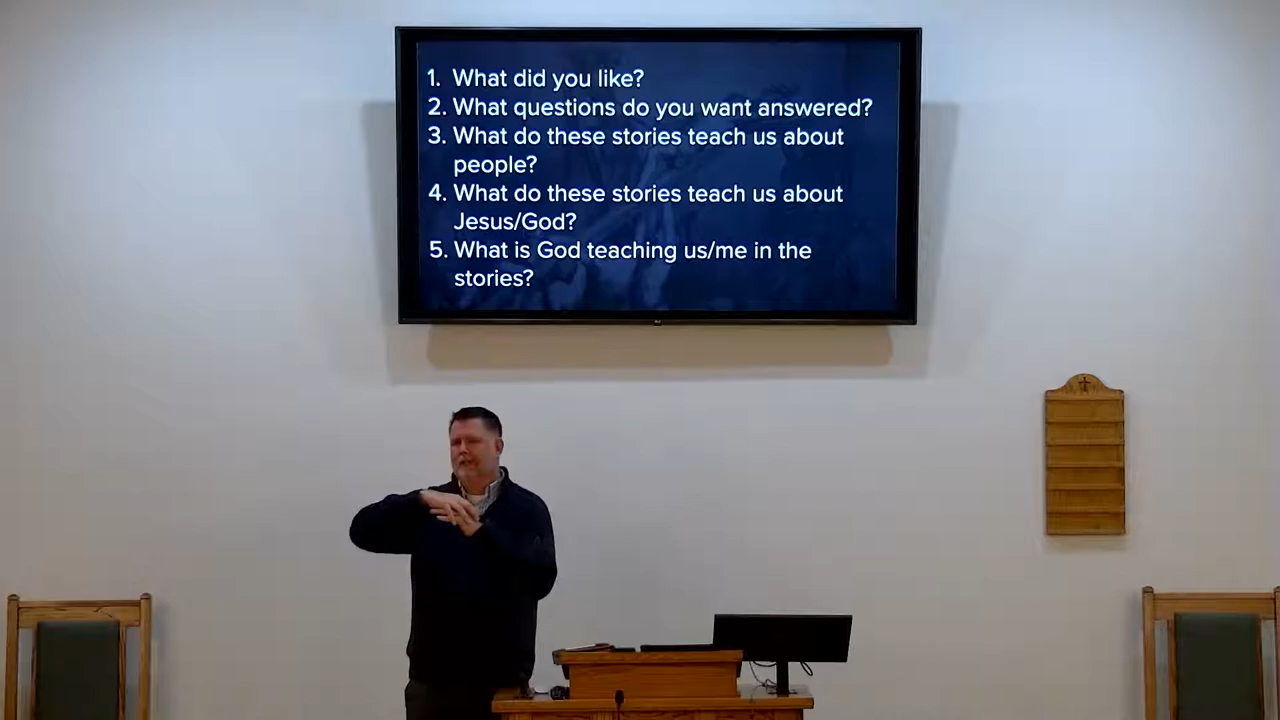 1. What did you like?
2. What questions do you want answered?
3. What do these stories teach us about
people?
4. What do these stories teach us about
Jesus/God?
5. What is God teaching us/me in the
stories?